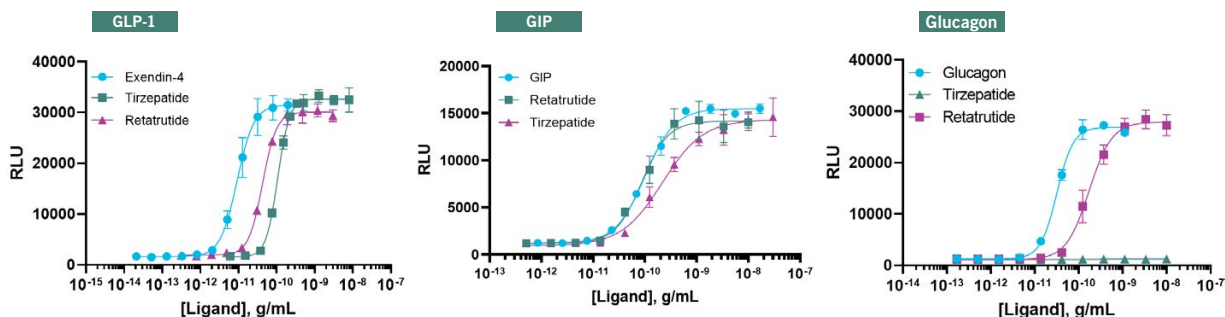 GLP-1
40000
30000
20000
10000
0
RLU
Exendin-4
Tirzepatide
Retatrutide
10-15 10-14 10-13 10-12 10-11 10-10 10-9 10-8 10-7
[Ligand], g/mL
GIP
20000
15000
10000
5000
0
RLU
GIP
Retatrutide
Tirzepatide
10-13 10-12 10-11 10-10 10-9 10-8 10-7
[Ligand], g/mL
Glucagon
40000
30000
20000
10000
0
RLU
Glucagon
Tirzepatide
Retatrutide
10-14 10-13 10-12 10-11 10-10 10-9 10-8 10-7
[Ligand], g/mL